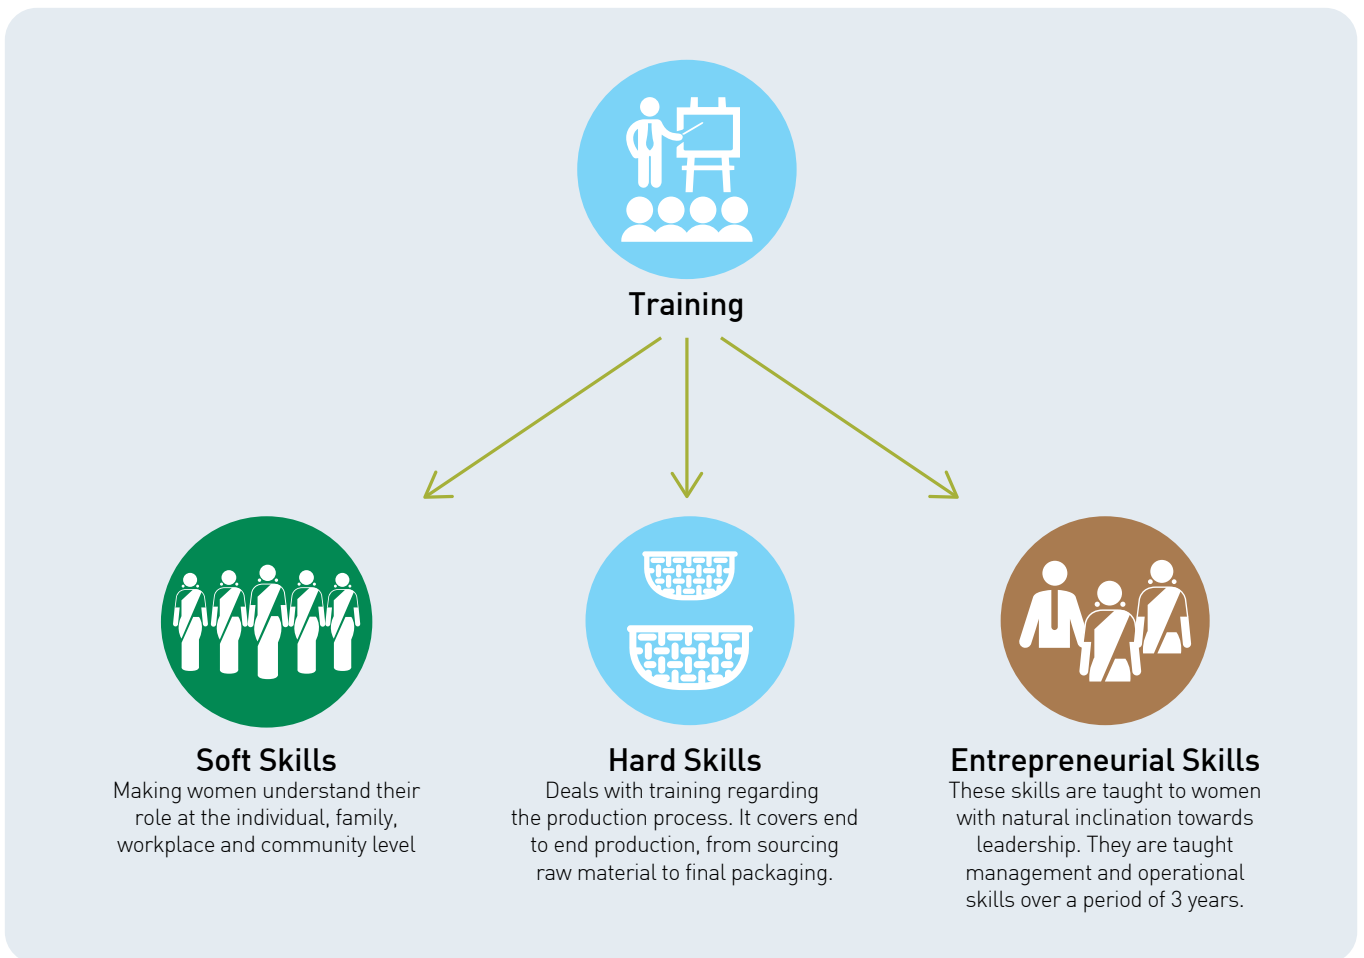 Training
Soft Skills
Making women understand their
role at the individual, family,
workplace and community level
Hard Skills
Deals with training regarding
the production process. It covers end
to end production, from sourcing
raw material to final packaging.
Entrepreneurial Skills
These skills are taught to women
with natural inclination towards
leadership. They are taught
management and operational
skills over a period of 3 years.